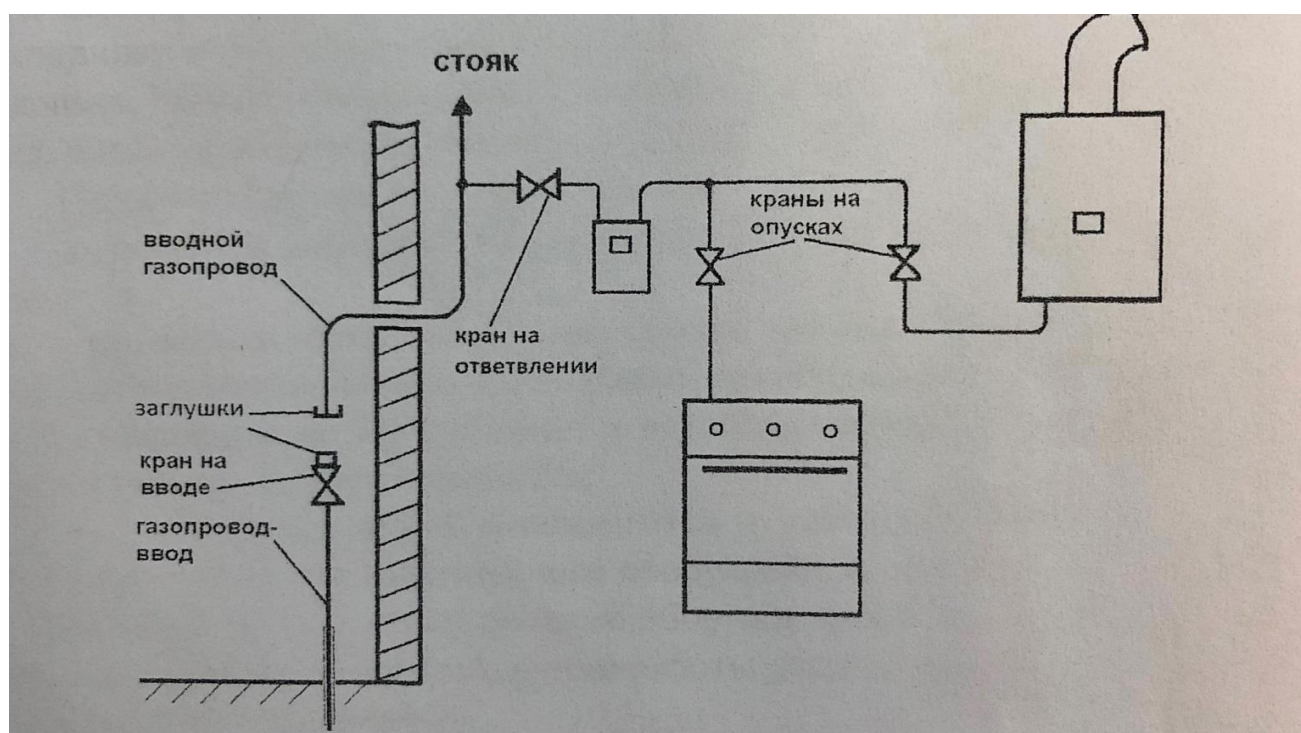 СТОЯК
краны на
опусках
вводной
газопровод
кран на
ответвлении
заглушки
кран на
вводе
газопровод-
ввод